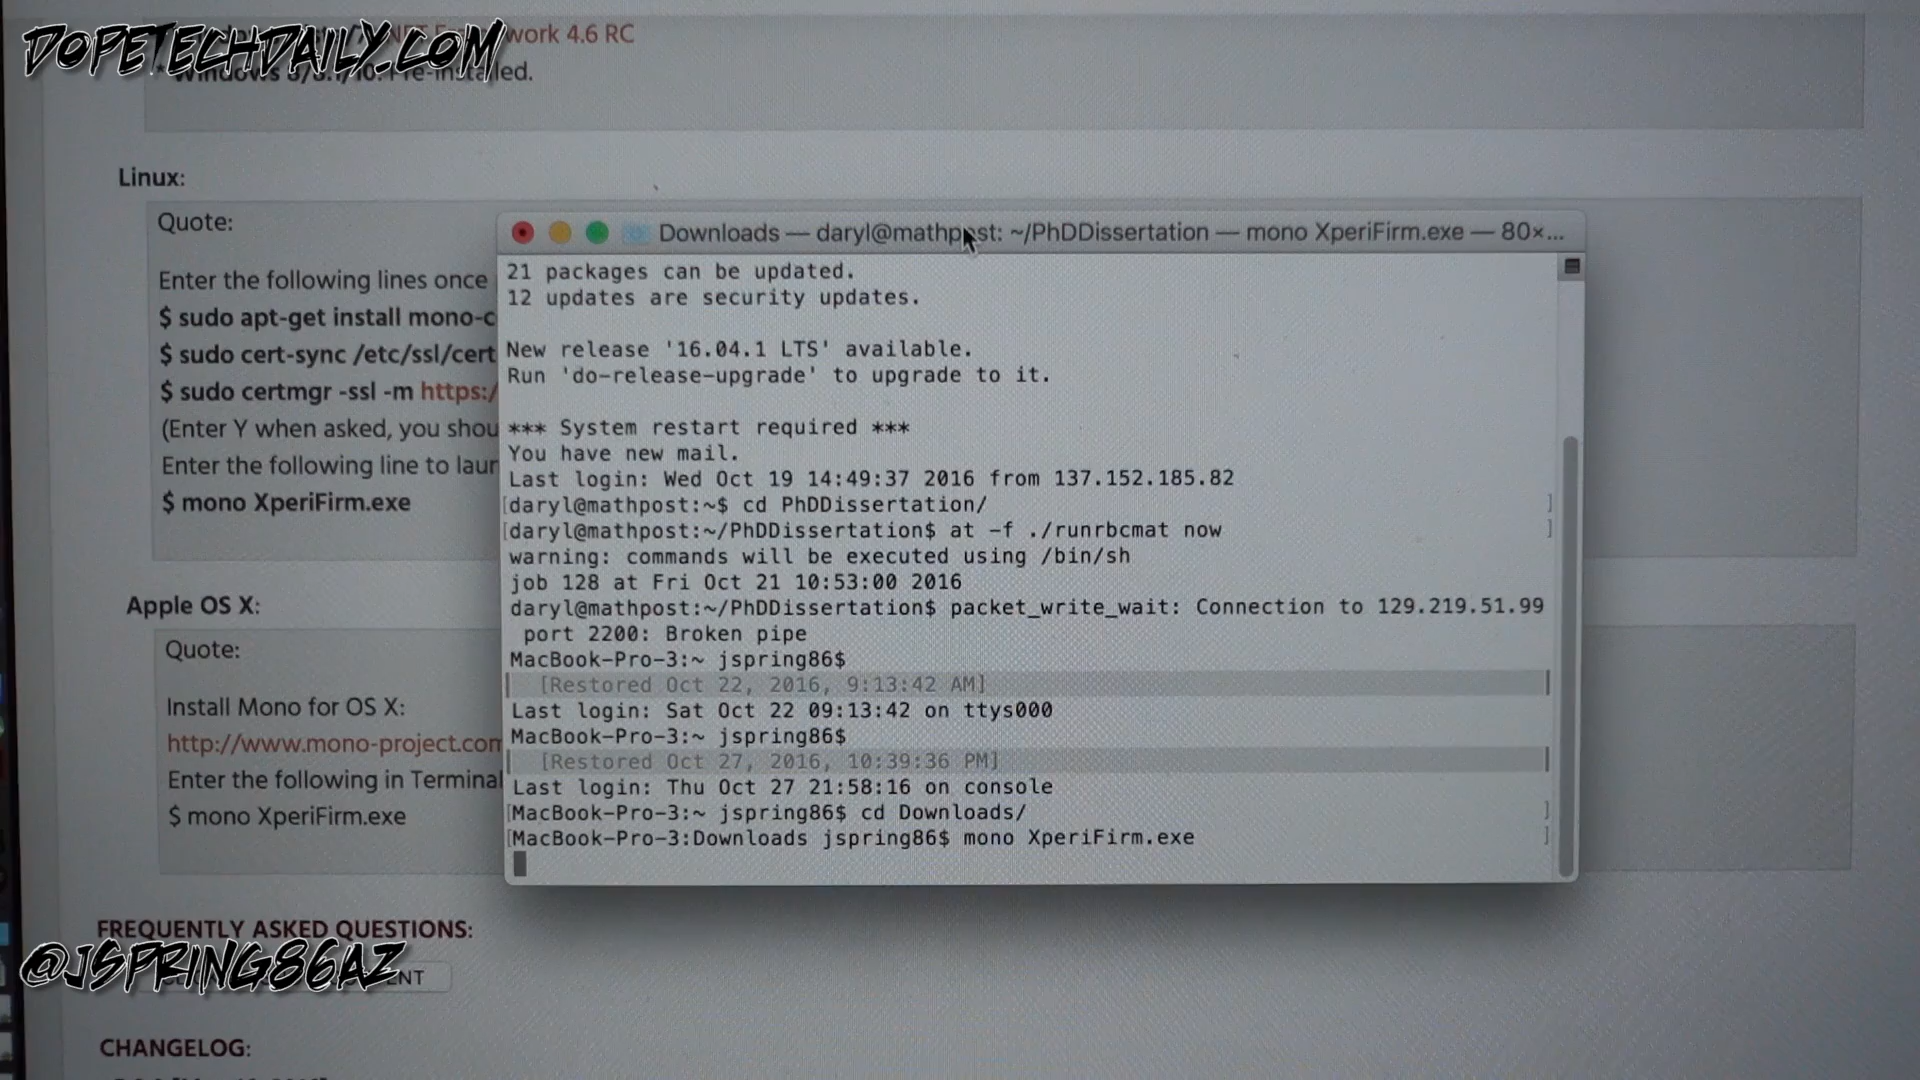 DOPETECHDAILY.COM
work 4.6 RC
* Windows 8/8.1/10: Pre-installed.
Linux:
Quote:
Enter the following lines once
$ sudo apt-get install mono-c
$ sudo cert-sync /etc/ssl/cert
$ sudo certmgr -ssl -m https:/
(Enter Y when asked, you shou
Enter the following line to laun
$ mono XperiFirm.exe
Apple OS X:
Quote:
Install Mono for OS X:
http://www.mono-project.com
Enter the following in Terminal
$ mono XperiFirm.exe
FREQUENTLY ASKED QUESTIONS:
@JSPRING86AZ
NT
CHANGELOG:
Downloads — daryl@mathpost: ~/PhDDissertation — mono XperiFirm.exe — 80×...
21 packages can be updated.
12 updates are security updates.
New release '16.04.1 LTS' available.
Run 'do-release-upgrade' to upgrade to it.
*** System restart required ***
You have new mail.
Last login: Wed Oct 19 14:49:37 2016 from 137.152.185.82
[daryl@mathpost:~$ cd PhDDissertation/ ]
[daryl@mathpost:~/PhDDissertation$ at -f ./runrbcmat now ]
warning: commands will be executed using /bin/sh
job 128 at Fri Oct 21 10:53:00 2016
daryl@mathpost:~/PhDDissertation$ packet_write_wait: Connection to 129.219.51.99
port 2200: Broken pipe
MacBook-Pro-3:~ jspring86$
[Restored Oct 22, 2016, 9:13:42 AM]
Last login: Sat Oct 22 09:13:42 on ttys000
MacBook-Pro-3:~ jspring86$
[Restored Oct 27, 2016, 10:39:36 PM]
Last login: Thu Oct 27 21:58:16 on console
[MacBook-Pro-3:~ jspring86$ cd Downloads/ ]
[MacBook-Pro-3:Downloads jspring86$ mono XperiFirm.exe ]